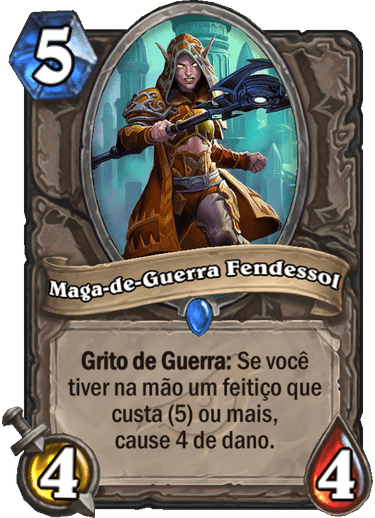 5
Maga-de-Guerra Fendessol
Grito de Guerra: Se você
tiver na mão um feitiço que
custa (5) ou mais,
cause 4 de dano.
4
4